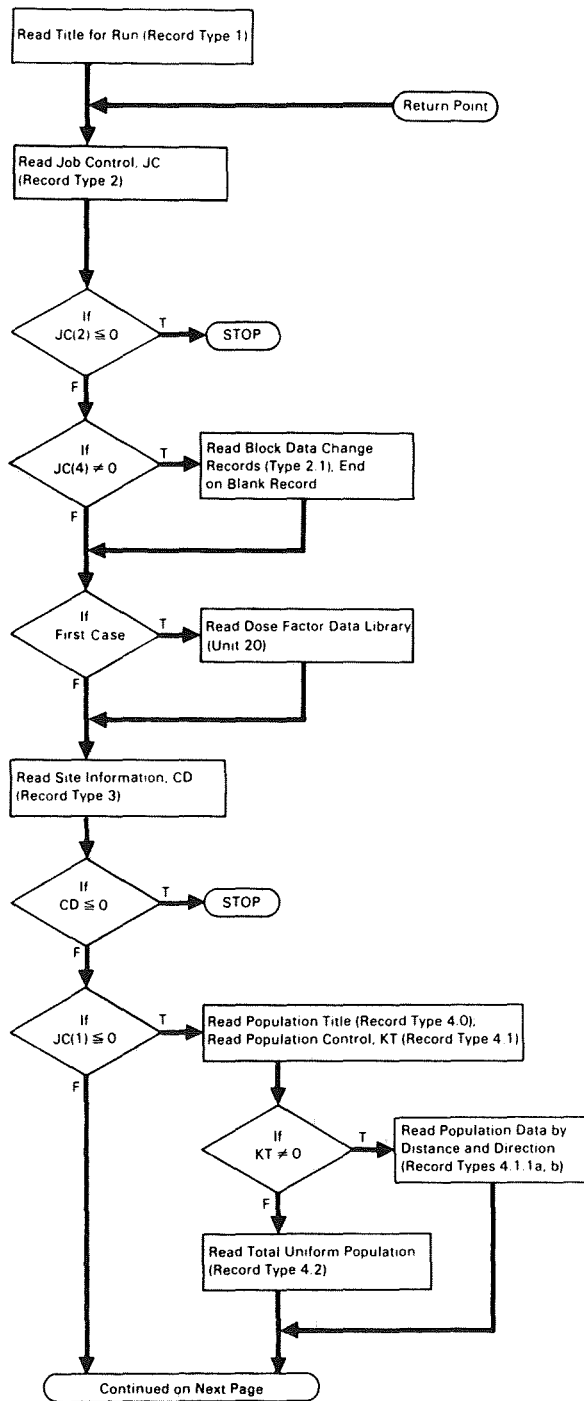 Read Title for Run (Record Type 1)
Return Point
Read Job Control, JC
(Record Type 2)
If
JC(2) ≦ 0
T
STOP
F
If
JC(4) ≠ 0
T
Read Block Data Change
Records (Type 2.1), End
on Blank Record
F
If
First Case
T
Read Dose Factor Data Library
(Unit 20)
F
Read Site Information, CD
(Record Type 3)
If
CD ≦ 0
T
STOP
F
If
JC(1) ≦ 0
T
Read Population Title (Record Type 4.0),
Read Population Control, KT (Record Type 4.1)
F
If
KT ≠ 0
T
Read Population Data by
Distance and Direction
(Record Types 4.1.1a, b)
F
Read Total Uniform Population
(Record Type 4.2)
Continued on Next Page